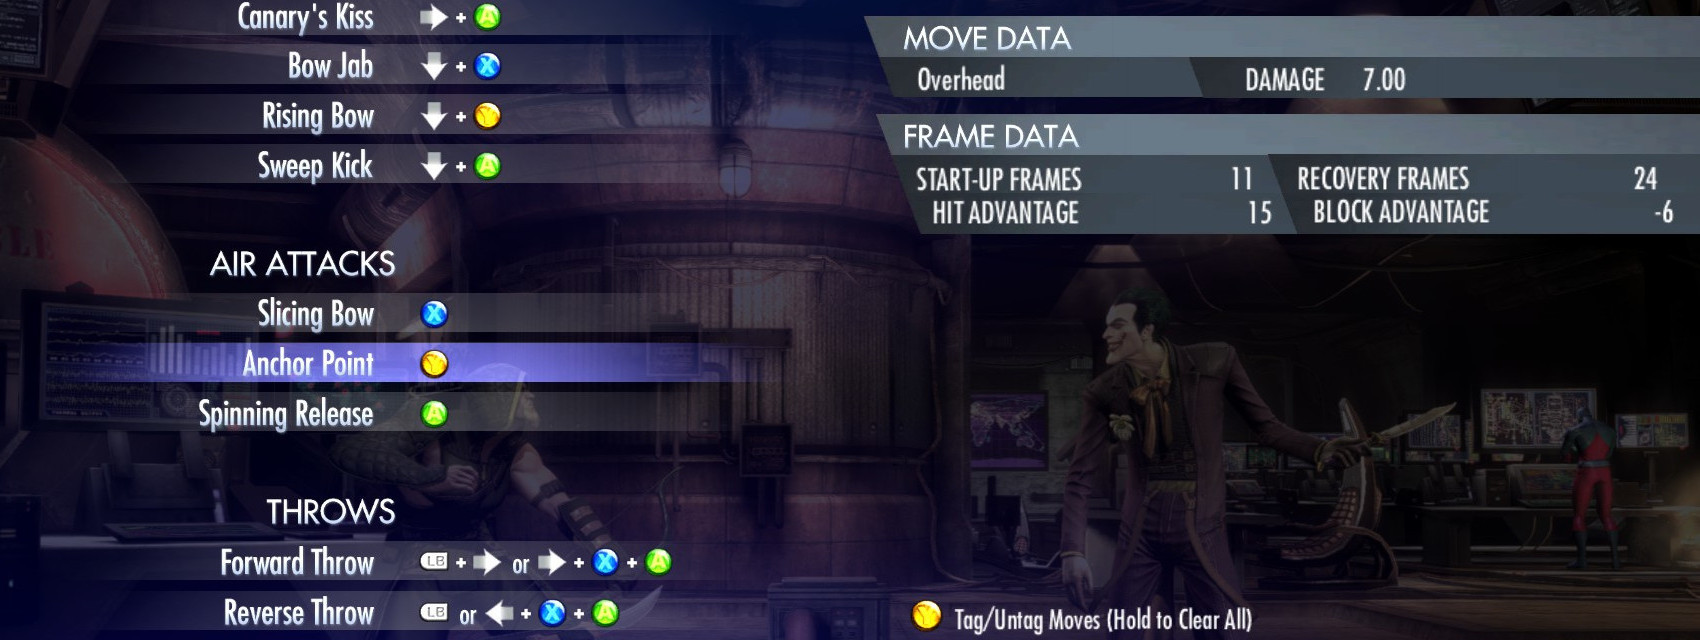 Canary's Kiss + A
Bow Jab + X
Rising Bow + Y
Sweep Kick + A
AIR ATTACKS
Slicing Bow X
Anchor Point Y
Spinning Release A
THROWS
Forward Throw LB + or + X + A
Reverse Throw LB or + X + A
MOVE DATA
Overhead DAMAGE 7.00
FRAME DATA
START-UP FRAMES 11 RECOVERY FRAMES 24
HIT ADVANTAGE 15 BLOCK ADVANTAGE -6
Y Tag/Untag Moves (Hold to Clear All)